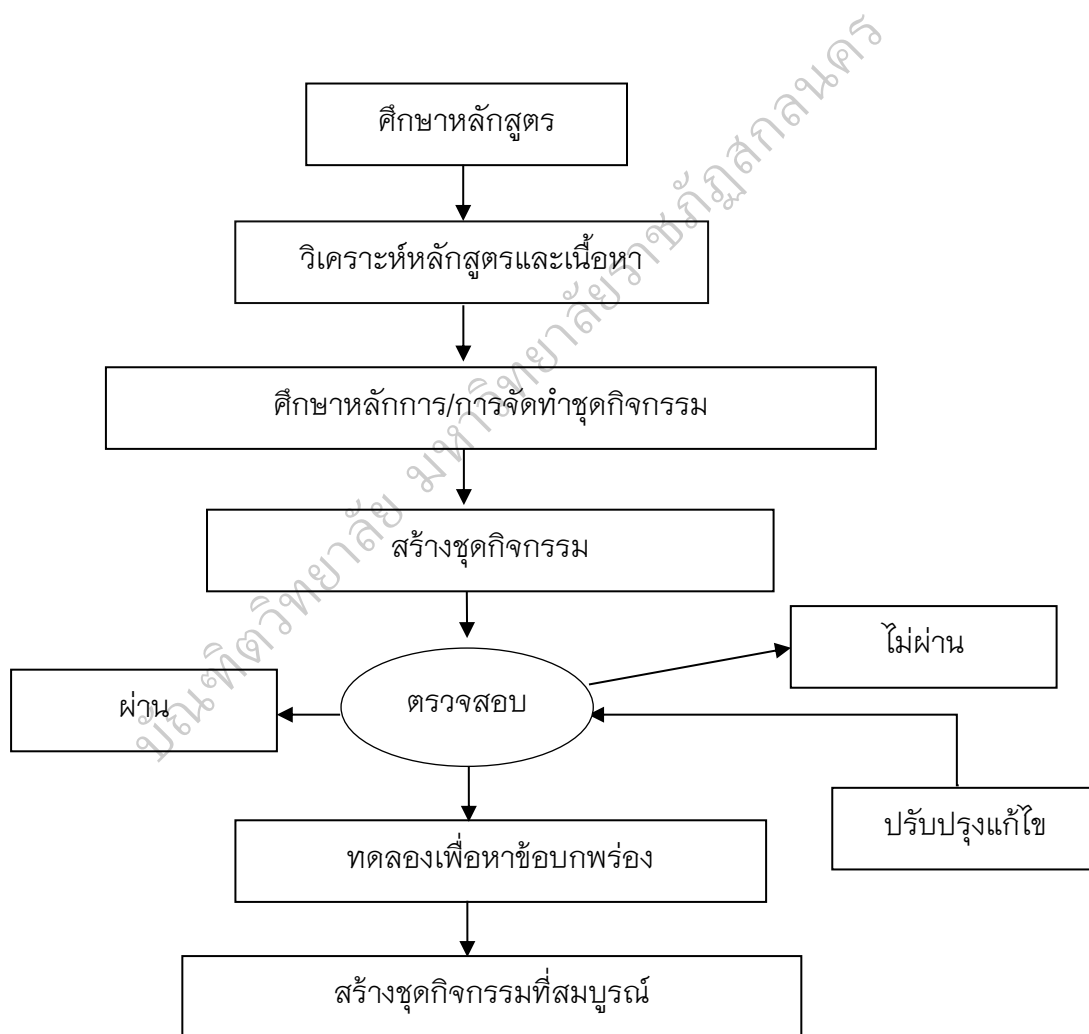 ศึกษาหลักสูตร
วิเคราะห์หลักสูตรและเนื้อหา
ศึกษาหลักการ/การจัดทำชุดกิจกรรม
สร้างชุดกิจกรรม
ไม่ผ่าน
ผ่าน
ตรวจสอบ
ปรับปรุงแก้ไข
ทดลองเพื่อหาข้อบกพร่อง
สร้างชุดกิจกรรมที่สมบูรณ์
บัณฑิตวิทยาลัย มหาวิทยาลัยราชภัฏสกลนคร